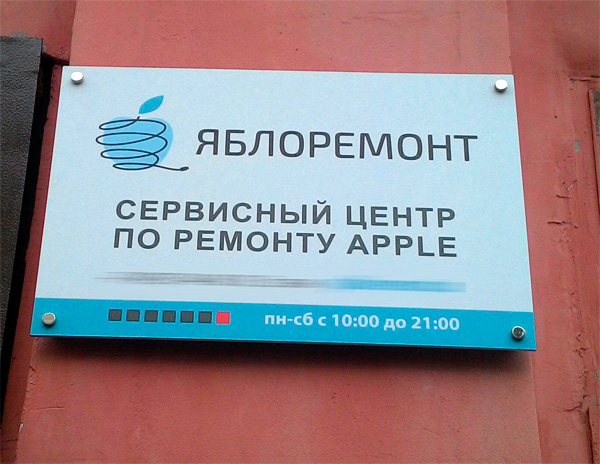 ЯБЛОРЕМОНТ
СЕРВИСНЫЙ ЦЕНТР
ПО РЕМОНТУ APPLE
пн-сб с 10:00 до 21:00